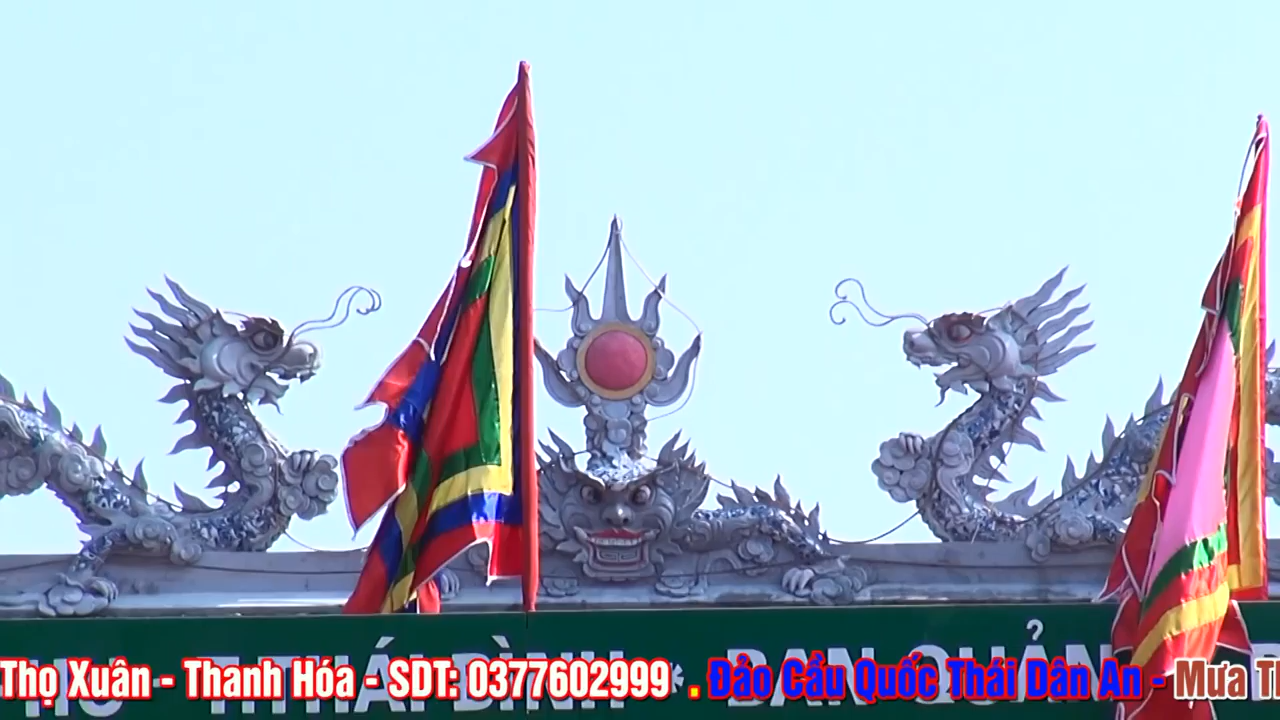 T.THÁI BÌNH * BAN QUẢN
Thọ Xuân - Thanh Hóa - SDT: 0377602999 . Đảo Cầu Quốc Thái Dân An - Mưa